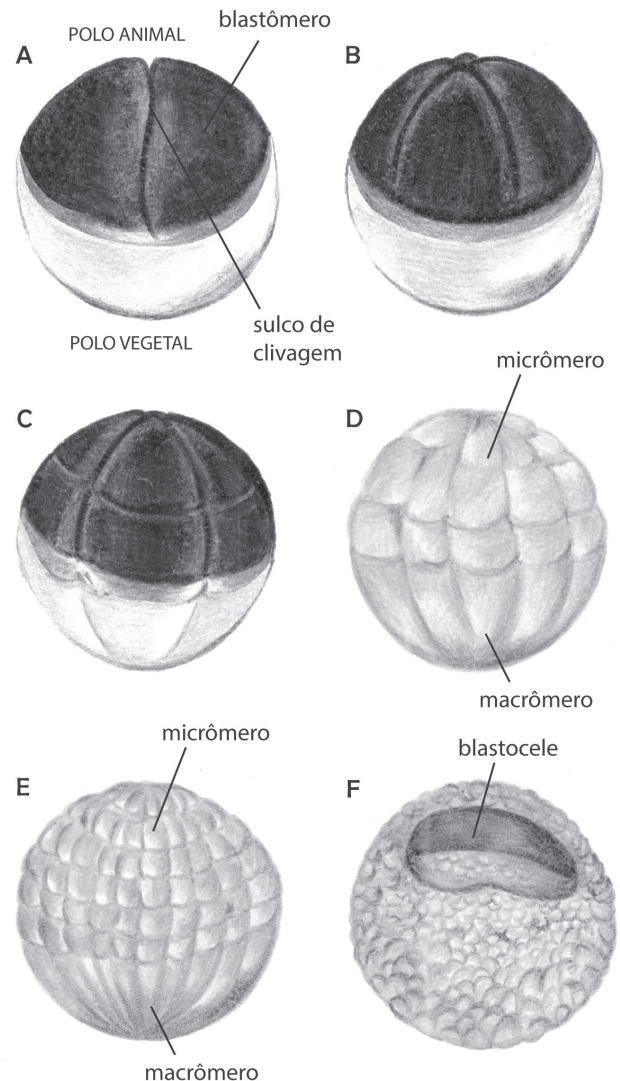 blastômero
POLO ANIMAL
A
B
sulco de
clivagem
POLO VEGETAL
micrômero
C
D
macrômero
micrômero
blastocele
E
F
macrômero